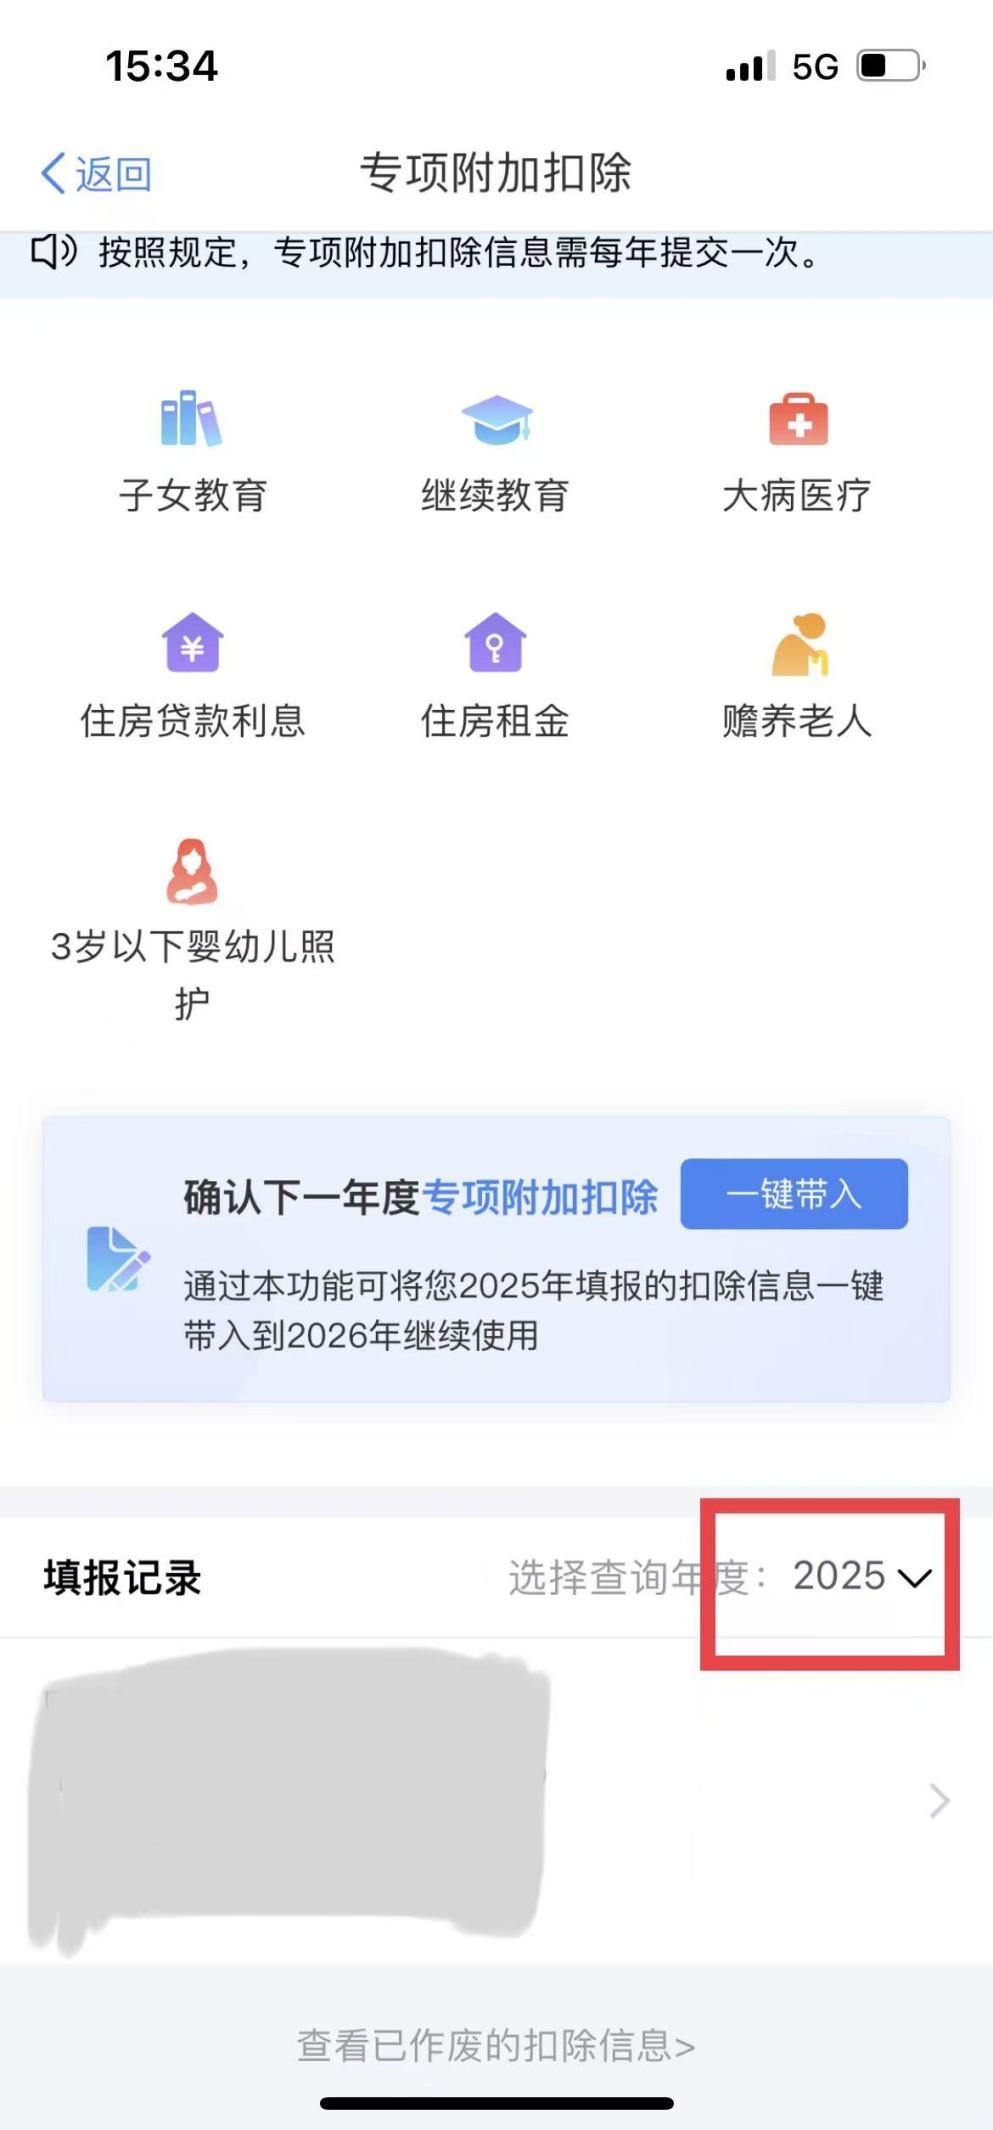 15:34
5G
返回
专项附加扣除
按照规定，专项附加扣除信息需每年提交一次。
子女教育
继续教育
大病医疗
住房贷款利息
住房租金
赡养老人
3岁以下婴幼儿照
护
确认下一年度专项附加扣除
一键带入
通过本功能可将您2025年填报的扣除信息一键
带入到2026年继续使用
填报记录
选择查询年度：2025
查看已作废的扣除信息>